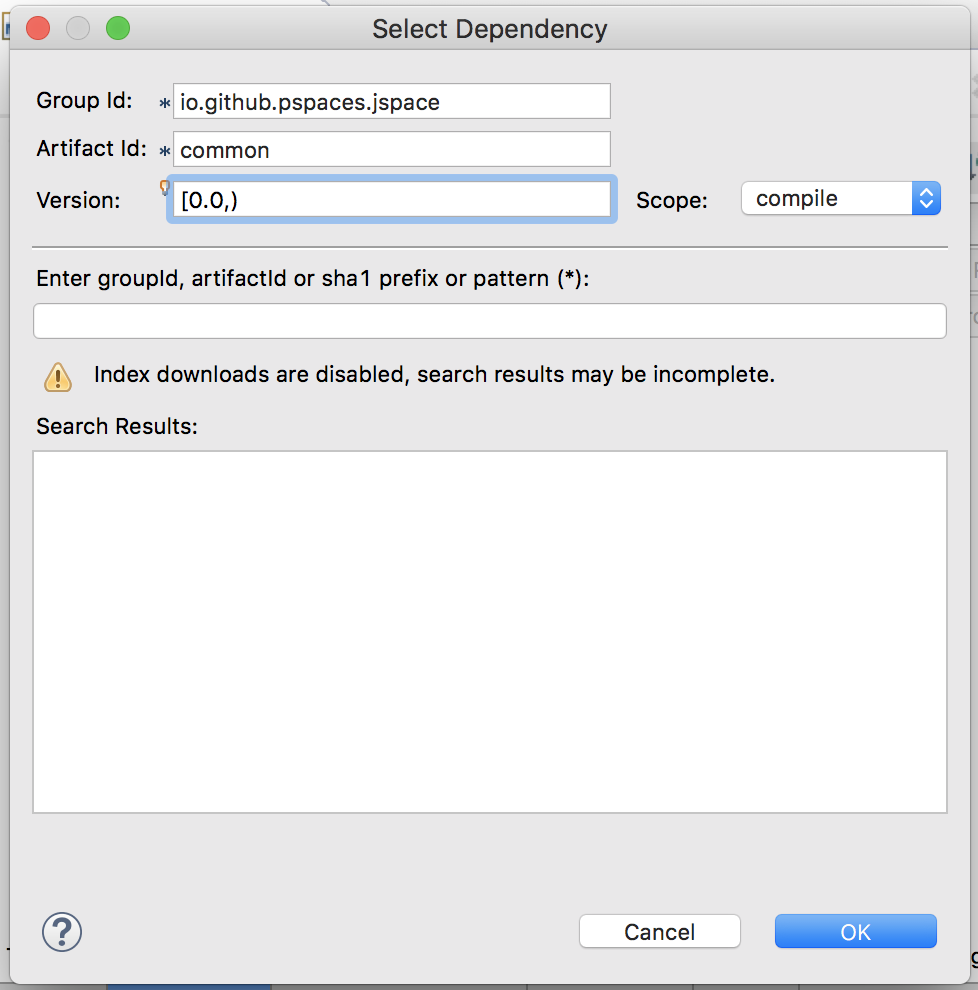 Select Dependency
Group Id: * io.github.pspaces.jspace
Artifact Id: * common
Version: [0.0,) Scope: compile
Enter groupId, artifactId or sha1 prefix or pattern (*):
Index downloads are disabled, search results may be incomplete.
Search Results:
? Cancel OK